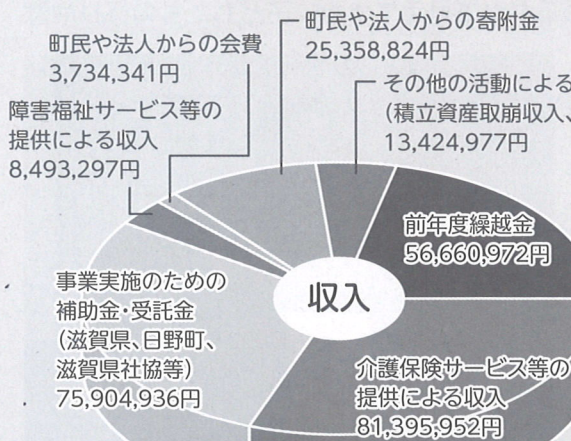 町民や法人からの寄附金
25,358,824円
町民や法人からの会費
3,734,341円
その他の活動による
(積立資産取崩収入、
13,424,977円
障害福祉サービス等の
提供による収入
8,493,297円
前年度繰越金
56,660,972円
収入
事業実施のための
補助金・受託金
(滋賀県、日野町、
滋賀県社協等)
75,904,936円
介護保険サービス等の
提供による収入
81,395,952円